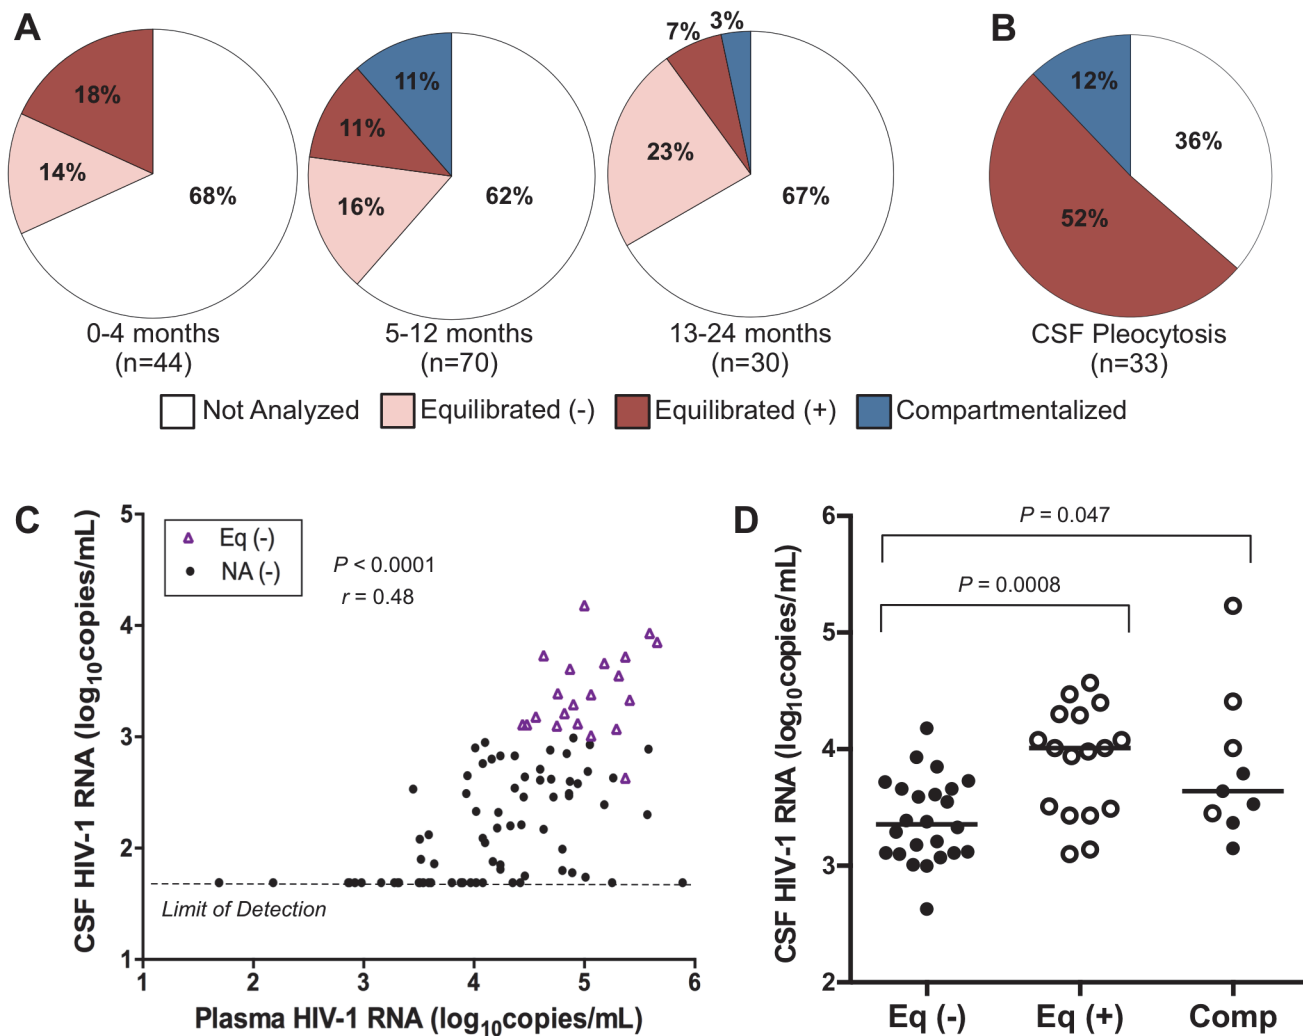 A
B
18%
14%
68%
0-4 months
(n=44)
11%
11%
16%
62%
5-12 months
(n=70)
7%
3%
23%
67%
13-24 months
(n=30)
12%
36%
52%
CSF Pleocytosis
(n=33)
Not Analyzed
Equilibrated (-)
Equilibrated (+)
Compartmentalized
C
CSF HIV-1 RNA (log10copies/mL)
5
4
3
2
1
Eq (-)
NA (-)
P < 0.0001
r = 0.48
Limit of Detection
1 2 3 4 5 6
Plasma HIV-1 RNA (log10copies/mL)
D
CSF HIV-1 RNA (log10copies/mL)
6
5
4
3
2
P = 0.047
P = 0.0008
Eq (-) Eq (+) Comp